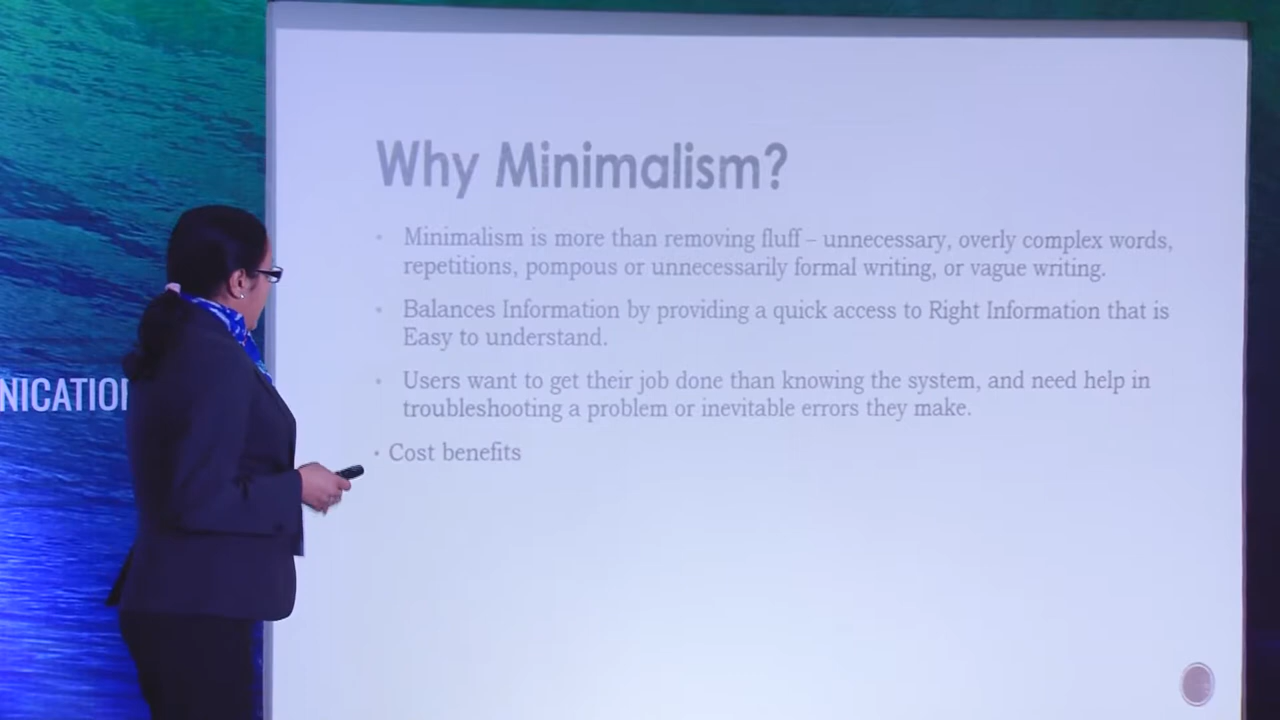 Why Minimalism?
• Minimalism is more than removing fluff – unnecessary, overly complex words,
repetitions, pompous or unnecessarily formal writing, or vague writing.
• Balances Information by providing a quick access to Right Information that is
Easy to understand.
• Users want to get their job done than knowing the system, and need help in
troubleshooting a problem or inevitable errors they make.
• Cost benefits